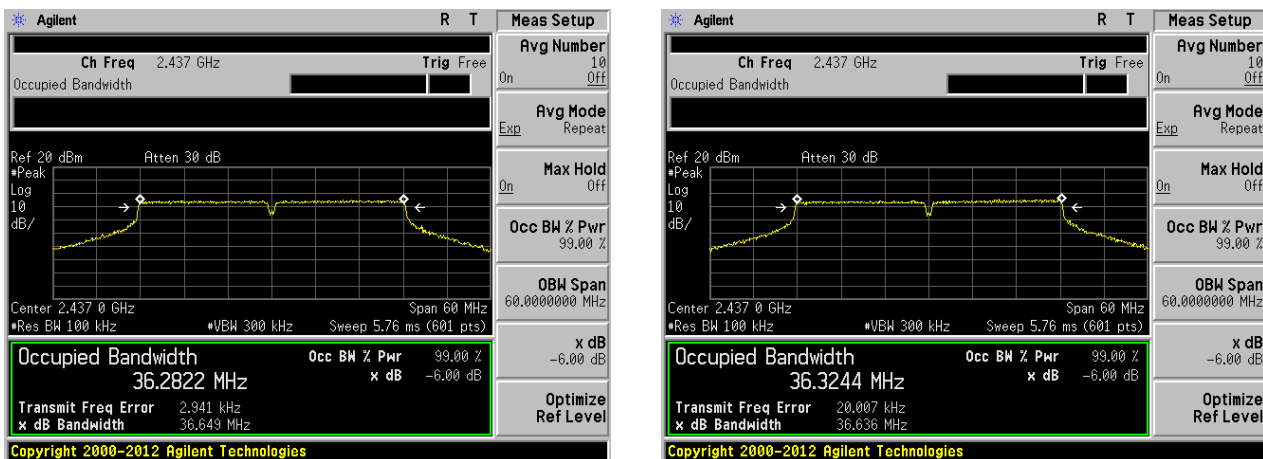 Agilent R T Meas Setup
Ch Freq 2.437 GHz Trig Free
Occupied Bandwidth
Avg Number
10
On Off
Avg Mode
Exp Repeat
Max Hold
On Off
Occ BW % Pwr
99.00 %
OBW Span
60.0000000 MHz
x dB
-6.00 dB
Optimize
Ref Level
Ref 20 dBm Atten 30 dB
#Peak
Log
10
dB/
Center 2.437 0 GHz Span 60 MHz
#Res BW 100 kHz #VBW 300 kHz Sweep 5.76 ms (601 pts)
Occupied Bandwidth Occ BW % Pwr 99.00 %
36.2822 MHz x dB -6.00 dB
Transmit Freq Error 2.941 kHz
x dB Bandwidth 36.649 MHz
Copyright 2000-2012 Agilent Technologies
Agilent R T Meas Setup
Ch Freq 2.437 GHz Trig Free
Occupied Bandwidth
Avg Number
10
On Off
Avg Mode
Exp Repeat
Max Hold
On Off
Occ BW % Pwr
99.00 %
OBW Span
60.0000000 MHz
x dB
-6.00 dB
Optimize
Ref Level
Ref 20 dBm Atten 30 dB
#Peak
Log
10
dB/
Center 2.437 0 GHz Span 60 MHz
#Res BW 100 kHz #VBW 300 kHz Sweep 5.76 ms (601 pts)
Occupied Bandwidth Occ BW % Pwr 99.00 %
36.3244 MHz x dB -6.00 dB
Transmit Freq Error 20.007 kHz
x dB Bandwidth 36.636 MHz
Copyright 2000-2012 Agilent Technologies